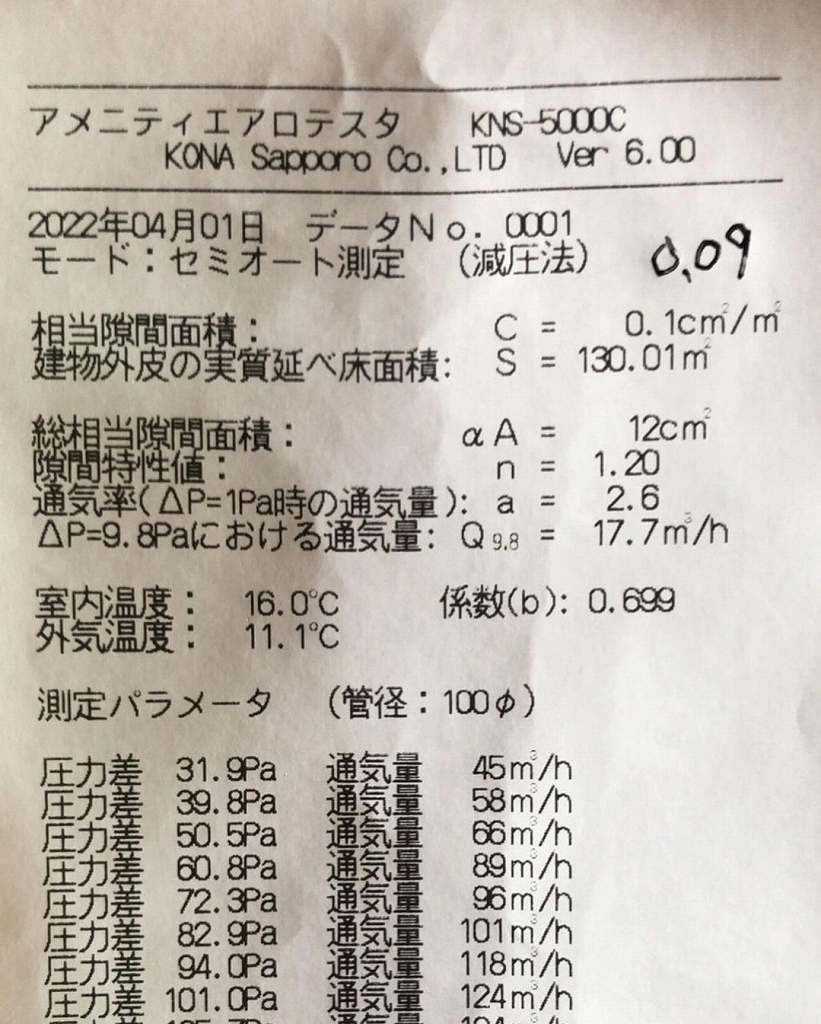 アメニティエアロテスタ KNS-5000C
KONA Sapporo Co.,LTD Ver 6.00
2022年04月01日 データNo. 0001
モード:セミオート測定 (減圧法) 0.09
相当隙間面積: C = 0.1cm²/m²
建物外皮の実質延べ床面積: S = 130.01m²
総相当隙間面積: αA = 12cm²
隙間特性値: n = 1.20
通気率(ΔP=1Pa時の通気量): a = 2.6
ΔP=9.8Paにおける通気量: Q9.8 = 17.7m³/h
室内温度: 16.0℃ 係数(b): 0.699
外気温度: 11.1℃
測定パラメータ (管径:100φ)
圧力差 31.9Pa 通気量 45m³/h
圧力差 39.8Pa 通気量 58m³/h
圧力差 50.5Pa 通気量 66m³/h
圧力差 60.8Pa 通気量 89m³/h
圧力差 72.3Pa 通気量 96m³/h
圧力差 82.9Pa 通気量 101m³/h
圧力差 94.0Pa 通気量 118m³/h
圧力差 101.0Pa 通気量 124m³/h